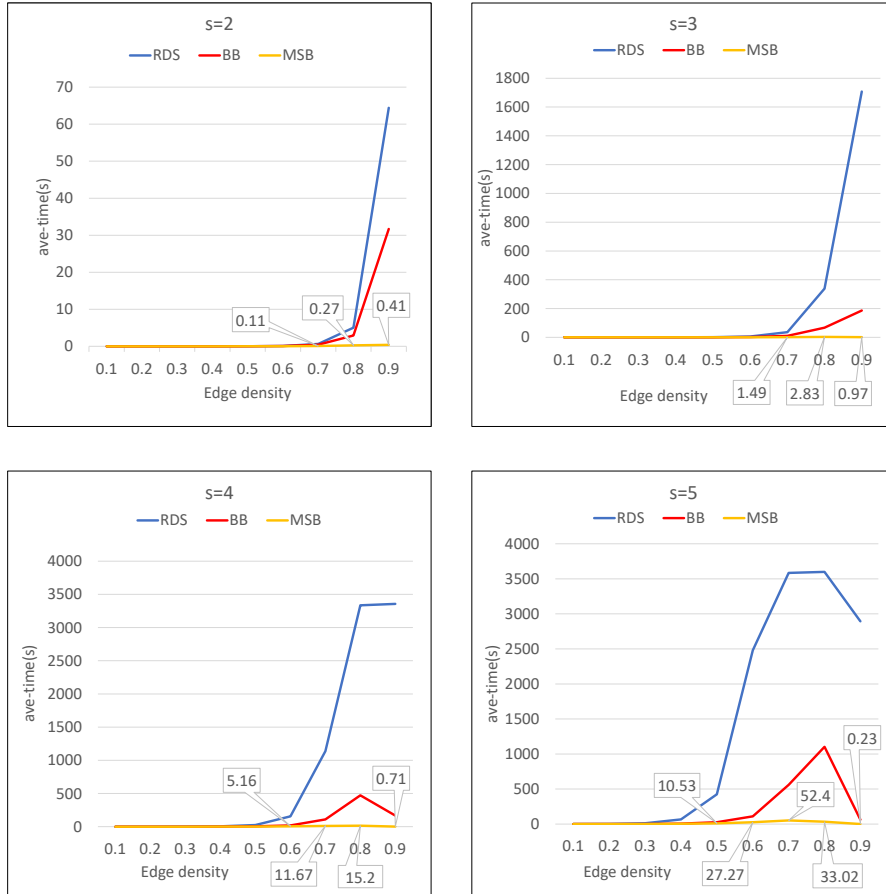 s=2
RDS BB MSB
70
60
50
40
30
20
10
0
ave-time(s)
0.11
0.27
0.41
0.1 0.2 0.3 0.4 0.5 0.6 0.7 0.8 0.9
Edge density
s=3
RDS BB MSB
1800
1600
1400
1200
1000
800
600
400
200
0
ave-time(s)
0.1 0.2 0.3 0.4 0.5 0.6 0.7 0.8 0.9
Edge density
1.49
2.83
0.97
s=4
RDS BB MSB
4000
3500
3000
2500
2000
1500
1000
500
0
ave-time(s)
5.16
0.71
0.1 0.2 0.3 0.4 0.5 0.6 0.7 0.8 0.9
Edge density
11.67
15.2
s=5
RDS BB MSB
4000
3500
3000
2500
2000
1500
1000
500
0
ave-time(s)
10.53
52.4
0.23
0.1 0.2 0.3 0.4 0.5 0.6 0.7 0.8 0.9
Edge density
27.27
33.02